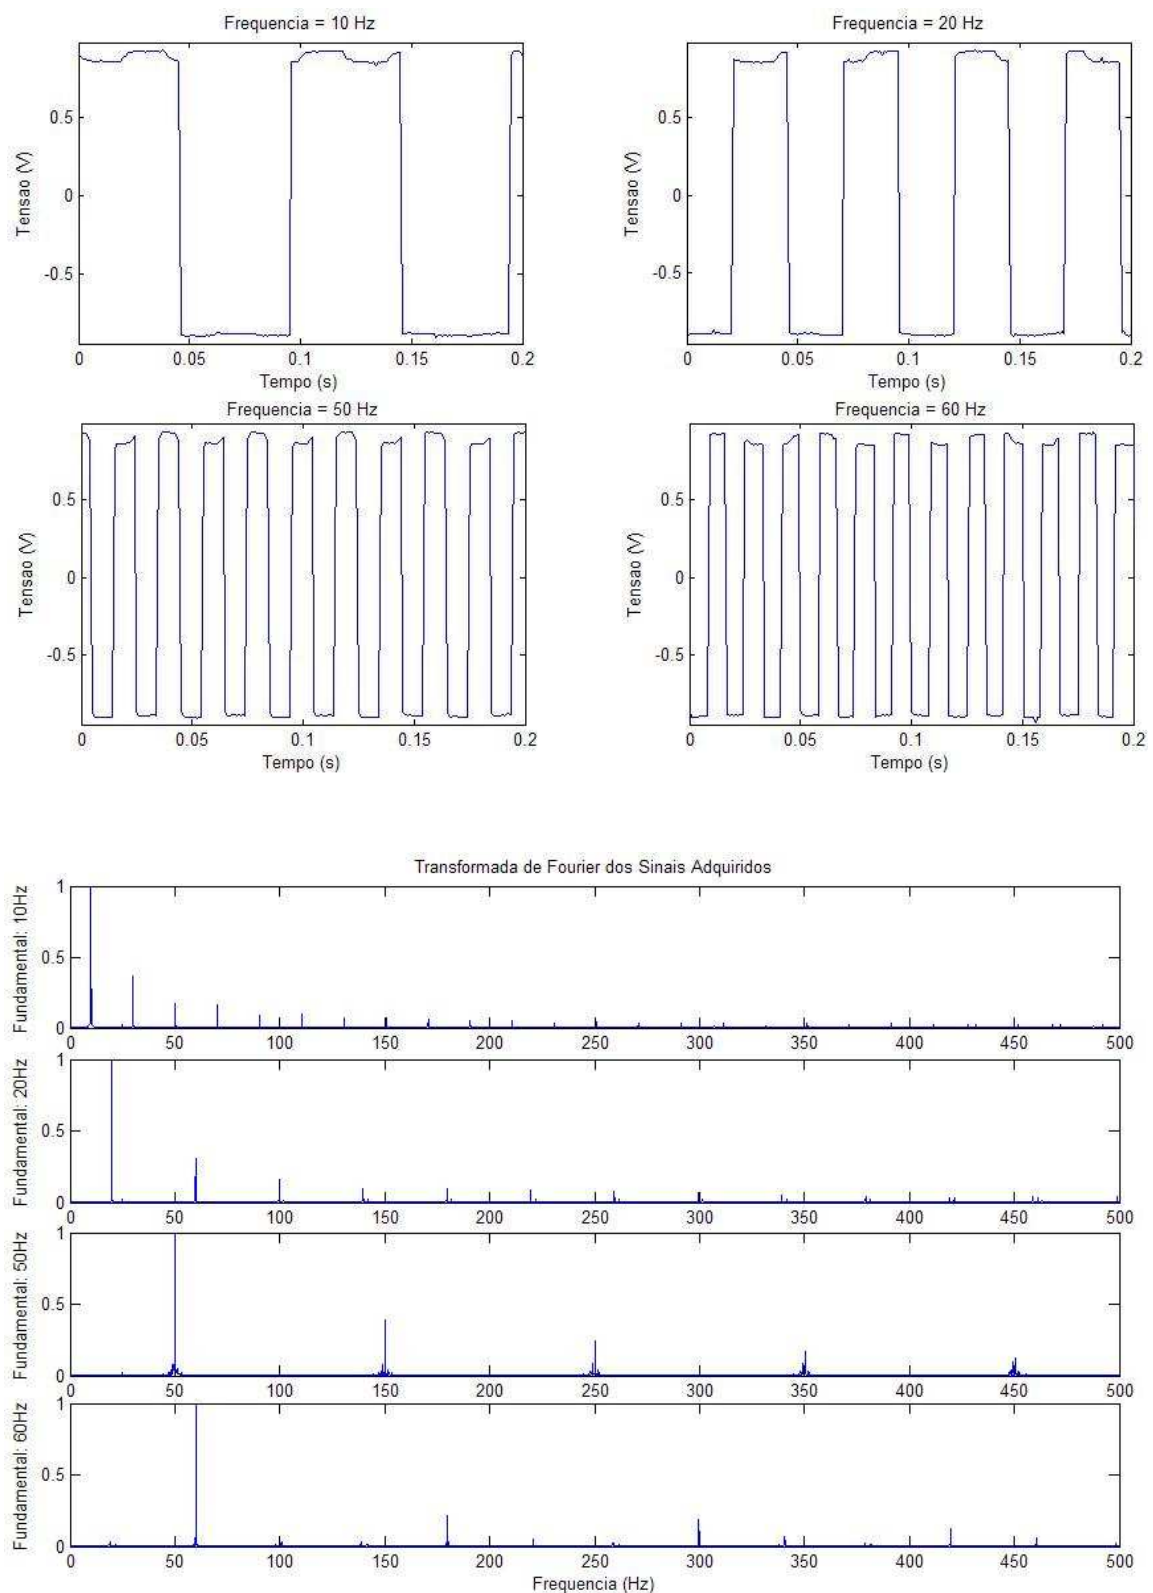 Frequencia = 10 Hz
Tensao (V)
0.5
0
-0.5
0 0.05 0.1 0.15 0.2
Tempo (s)
Frequencia = 20 Hz
Tensao (V)
0.5
0
-0.5
0 0.05 0.1 0.15 0.2
Tempo (s)
Frequencia = 50 Hz
Tensao (V)
0.5
0
-0.5
0 0.05 0.1 0.15 0.2
Tempo (s)
Frequencia = 60 Hz
Tensao (V)
0.5
0
-0.5
0 0.05 0.1 0.15 0.2
Tempo (s)
Transformada de Fourier dos Sinais Adquiridos
Fundamental: 10Hz
1
0.5
0
0 50 100 150 200 250 300 350 400 450 500
Fundamental: 20Hz
1
0.5
0
0 50 100 150 200 250 300 350 400 450 500
Fundamental: 50Hz
1
0.5
0
0 50 100 150 200 250 300 350 400 450 500
Fundamental: 60Hz
1
0.5
0
0 50 100 150 200 250 300 350 400 450 500
Frequencia (Hz)